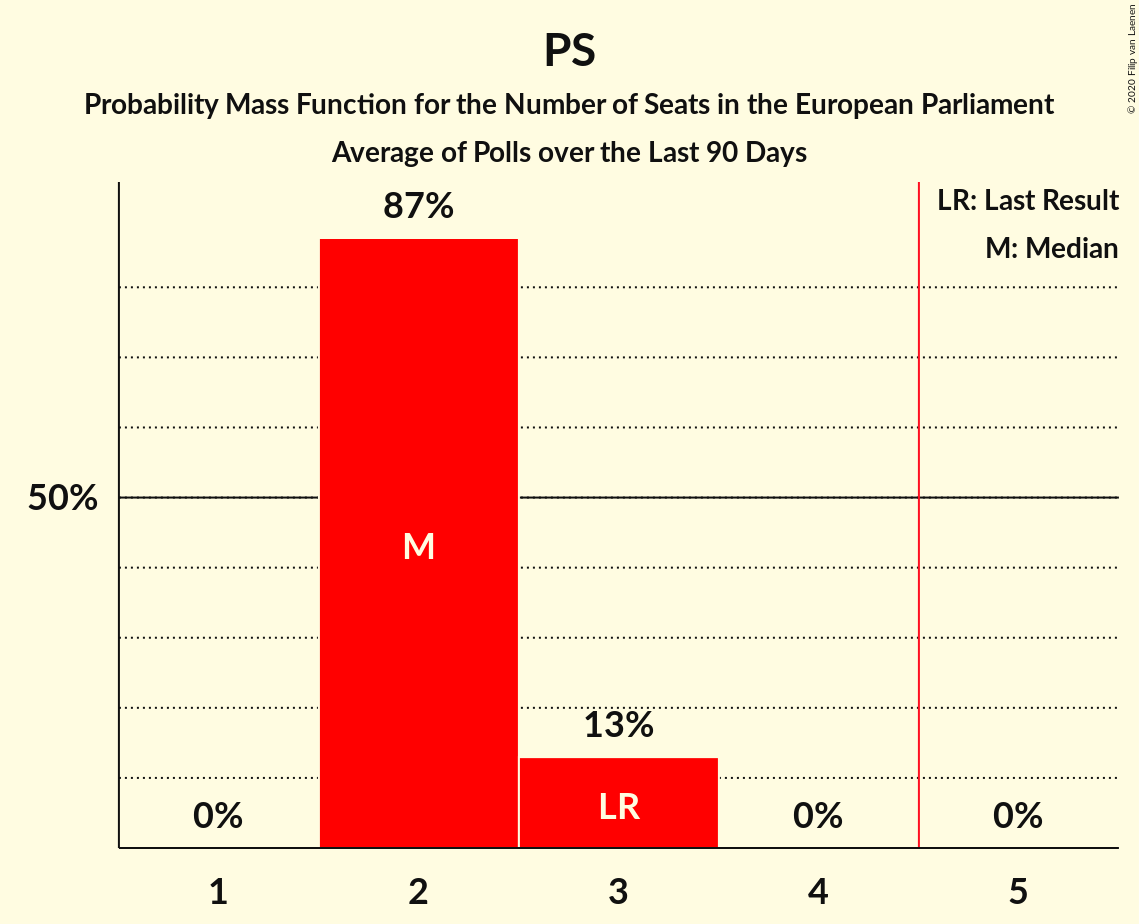 PS
Probability Mass Function for the Number of Seats in the European Parliament
Average of Polls over the Last 90 Days
© 2020 Filip van Laenen
LR: Last Result
M: Median
87%
50%
M
13%
LR
0%
0%
0%
1
2
3
4
5